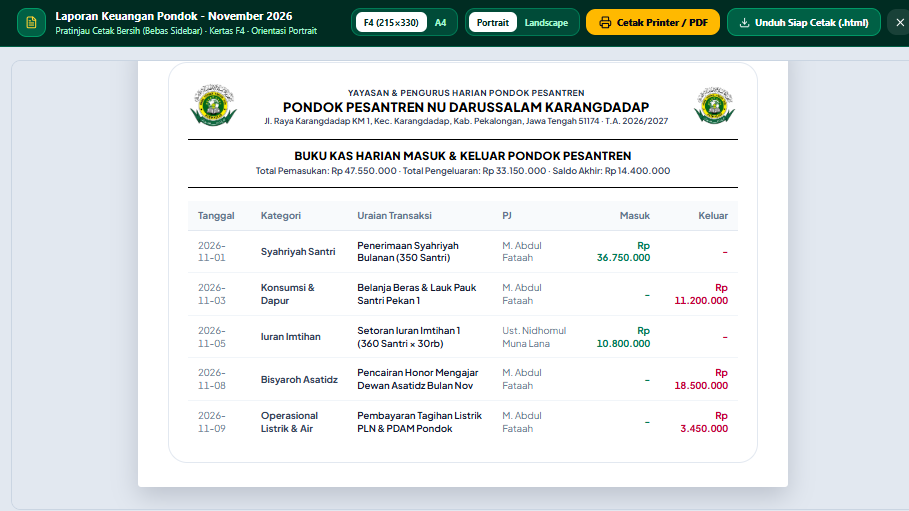 Laporan Keuangan Pondok - November 2026
Pratinjau Cetak Bersih (Bebas Sidebar) · Kertas F4 · Orientasi Portrait
F4 (215×330) A4
Portrait Landscape
Cetak Printer / PDF
Unduh Siap Cetak (.html)
YAYASAN & PENGURUS HARIAN PONDOK PESANTREN
PONDOK PESANTREN NU DARUSSALAM KARANGDADAP
Jl. Raya Karangdadap KM 1, Kec. Karangdadap, Kab. Pekalongan, Jawa Tengah 51174 · T.A. 2026/2027
BUKU KAS HARIAN MASUK & KELUAR PONDOK PESANTREN
Total Pemasukan: Rp 47.550.000 · Total Pengeluaran: Rp 33.150.000 · Saldo Akhir: Rp 14.400.000
Tanggal Kategori Uraian Transaksi PJ Masuk Keluar
2026-11-01 Syahriyah Santri Penerimaan Syahriyah Bulanan (350 Santri) M. Abdul Fataah Rp 36.750.000 -
2026-11-03 Konsumsi & Dapur Belanja Beras & Lauk Pauk Santri Pekan 1 M. Abdul Fataah - Rp 11.200.000
2026-11-05 Iuran Imtihan Setoran Iuran Imtihan 1 (360 Santri × 30rb) Ust. Nidhomul Muna Lana Rp 10.800.000 -
2026-11-08 Bisyaroh Asatidz Pencairan Honor Mengajar Dewan Asatidz Bulan Nov M. Abdul Fataah - Rp 18.500.000
2026-11-09 Operasional Listrik & Air Pembayaran Tagihan Listrik PLN & PDAM Pondok M. Abdul Fataah - Rp 3.450.000